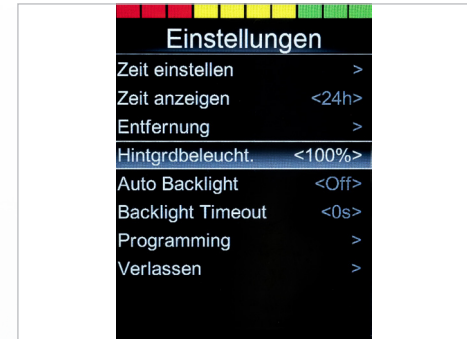 Einstellungen
Zeit einstellen >
Zeit anzeigen <24h>
Entfernung >
Hintgrdbeleucht. <100%>
Auto Backlight <Off>
Backlight Timeout <0s>
Programming >
Verlassen >